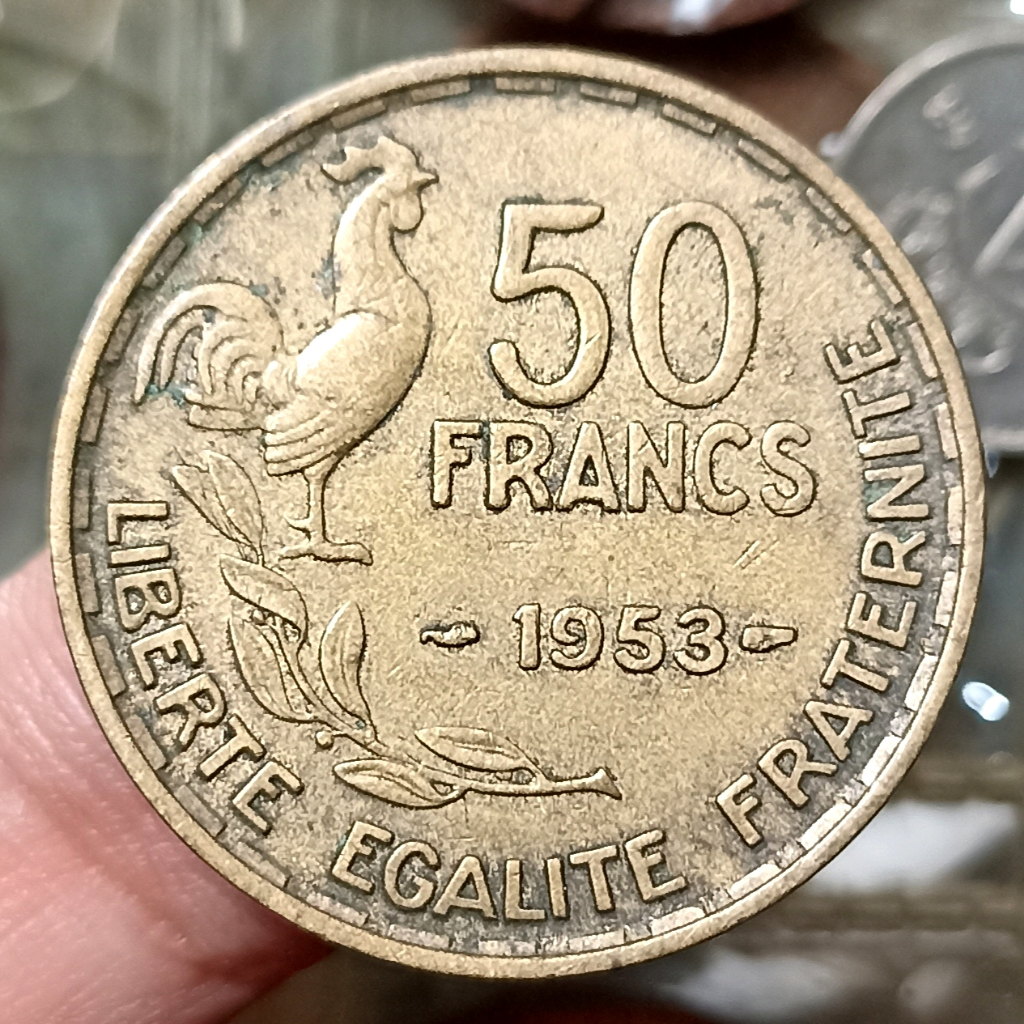 50
FRANCS
1953
LIBERTE EGALITE FRATERNITE